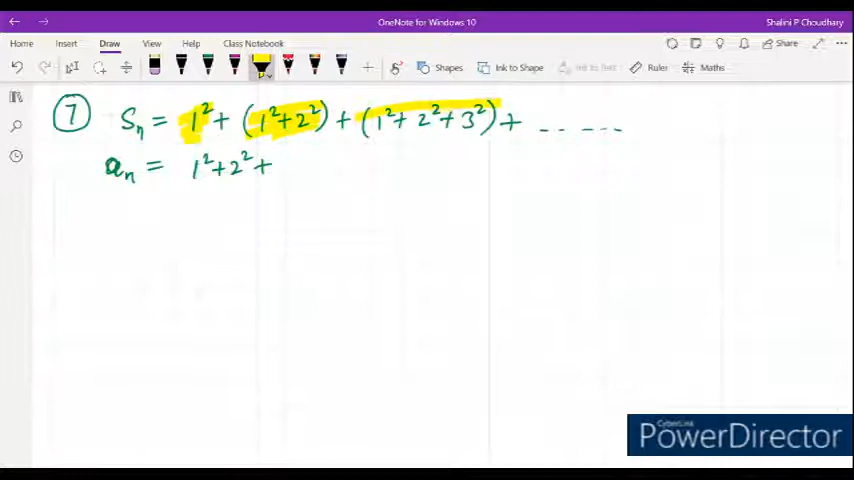 OneNote for Windows 10
Shalini P Choudhary
Home Insert Draw View Help Class Notebook Share
Shapes Ink to Shape Ink to Text Ruler Maths
7 Sₙ = 1² + (1²+2²) + (1²+2²+3²) + ------
aₙ = 1²+2²+
CyberLink
PowerDirector